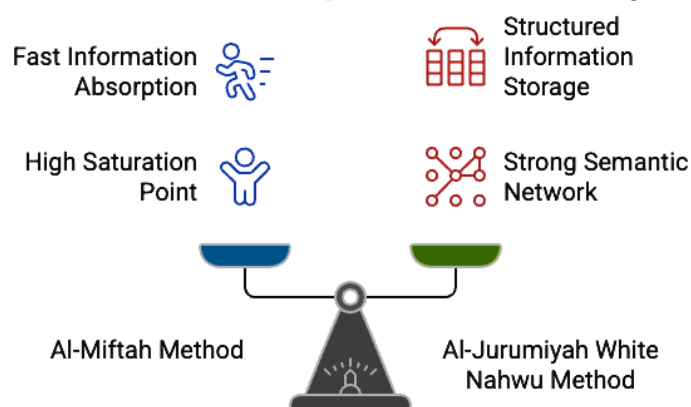 Fast Information
Absorption
Structured
Information
Storage
High Saturation
Point
Strong Semantic
Network
Al-Miftah Method
Al-Jurumiyah White
Nahwu Method